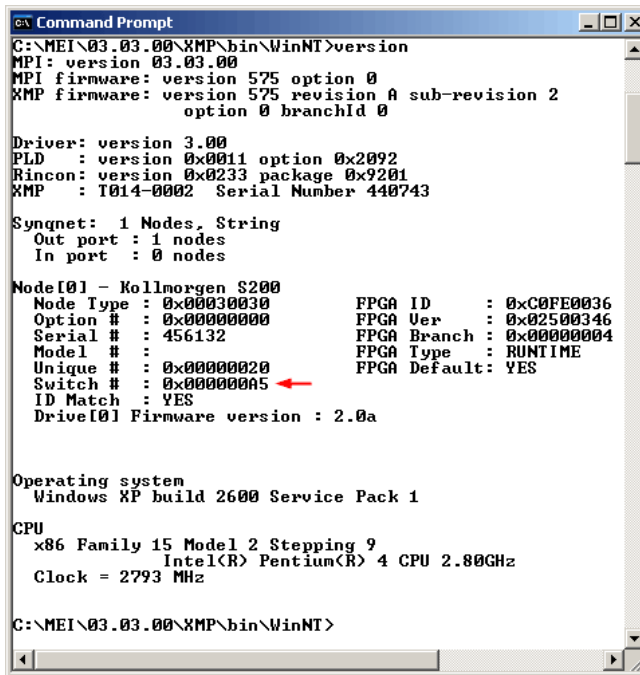 Command Prompt
C:\MEI\03.03.00\XMP\bin\WinNT>version
MPI: version 03.03.00
MPI firmware: version 575 option 0
XMP firmware: version 575 revision A sub-revision 2
option 0 branchId 0
Driver: version 3.00
PLD : version 0x0011 option 0x2092
Rincon: version 0x0233 package 0x9201
XMP : T014-0002 Serial Number 440743
Synqnet: 1 Nodes, String
Out port : 1 nodes
In port : 0 nodes
Node[0] - Kollmorgen S200
Node Type : 0x00030030 FPGA ID : 0xC0FE0036
Option # : 0x00000000 FPGA Ver : 0x02500346
Serial # : 456132 FPGA Branch : 0x00000004
Model # : FPGA Type : RUNTIME
Unique # : 0x00000020 FPGA Default: YES
Switch # : 0x000000A5
ID Match : YES
Drive[0] Firmware version : 2.0a
Operating system
Windows XP build 2600 Service Pack 1
CPU
x86 Family 15 Model 2 Stepping 9
Intel(R) Pentium(R) 4 CPU 2.80GHz
Clock = 2793 MHz
C:\MEI\03.03.00\XMP\bin\WinNT>